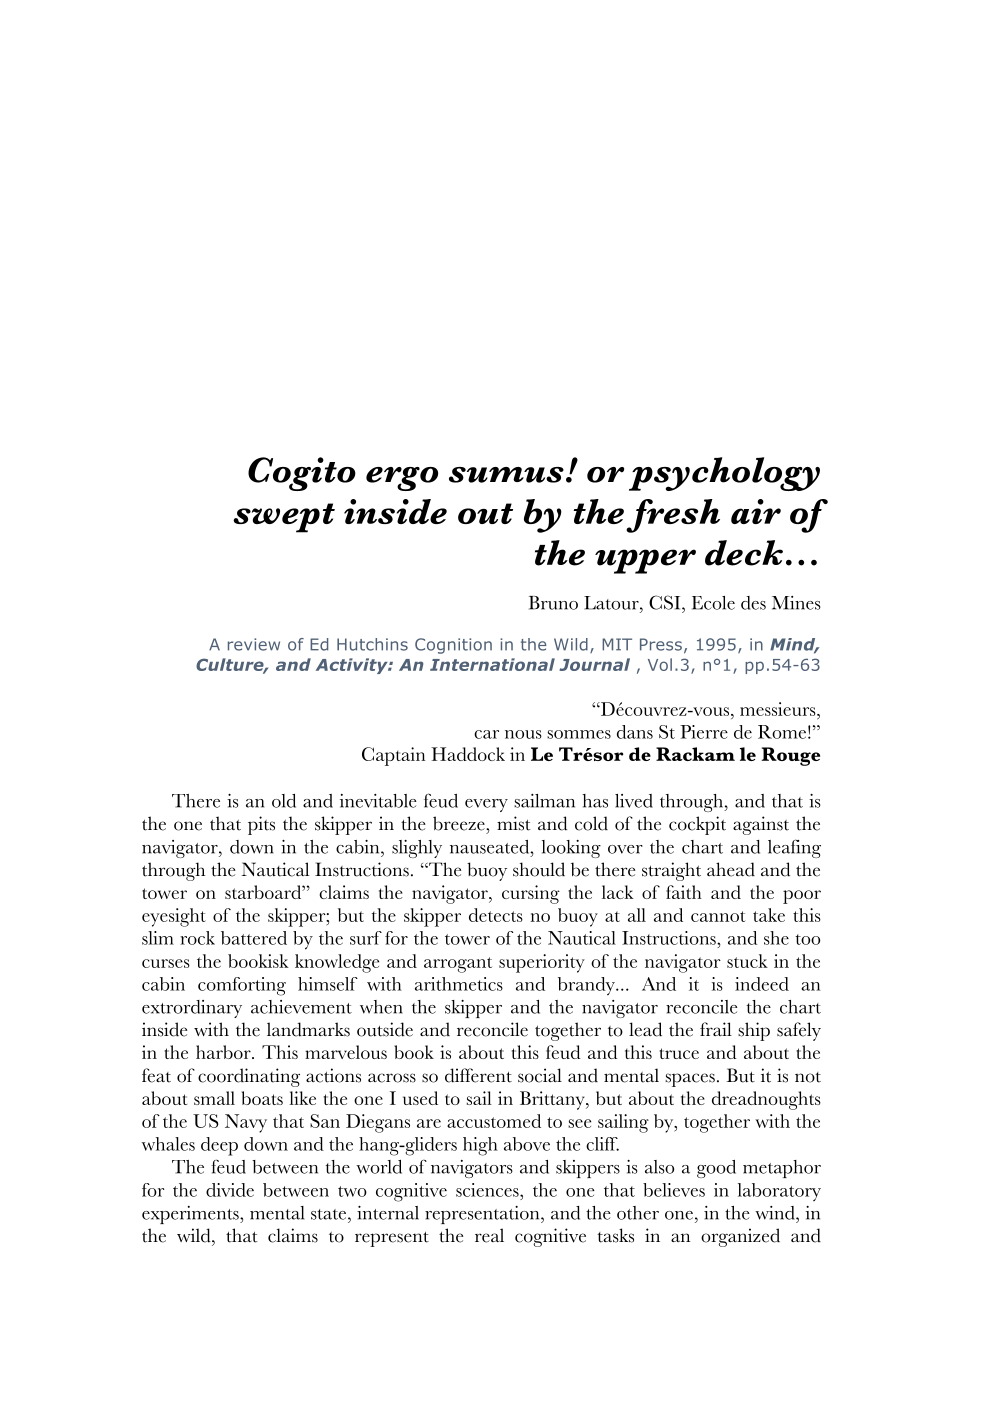 Cogito ergo sumus! or psychology
swept inside out by the fresh air of
the upper deck…
Bruno Latour, CSI, Ecole des Mines
A review of Ed Hutchins Cognition in the Wild, MIT Press, 1995, in Mind,
Culture, and Activity: An International Journal , Vol.3, n°1, pp.54-63
“Découvrez-vous, messieurs,
car nous sommes dans St Pierre de Rome!”
Captain Haddock in Le Trésor de Rackam le Rouge
There is an old and inevitable feud every sailman has lived through, and that is
the one that pits the skipper in the breeze, mist and cold of the cockpit against the
navigator, down in the cabin, slighly nauseated, looking over the chart and leafing
through the Nautical Instructions. “The buoy should be there straight ahead and the
tower on starboard” claims the navigator, cursing the lack of faith and the poor
eyesight of the skipper; but the skipper detects no buoy at all and cannot take this
slim rock battered by the surf for the tower of the Nautical Instructions, and she too
curses the bookisk knowledge and arrogant superiority of the navigator stuck in the
cabin comforting himself with arithmetics and brandy... And it is indeed an
extrordinary achievement when the skipper and the navigator reconcile the chart
inside with the landmarks outside and reconcile together to lead the frail ship safely
in the harbor. This marvelous book is about this feud and this truce and about the
feat of coordinating actions across so different social and mental spaces. But it is not
about small boats like the one I used to sail in Brittany, but about the dreadnoughts
of the US Navy that San Diegans are accustomed to see sailing by, together with the
whales deep down and the hang-gliders high above the cliff.
The feud between the world of navigators and skippers is also a good metaphor
for the divide between two cognitive sciences, the one that believes in laboratory
experiments, mental state, internal representation, and the other one, in the wind, in
the wild, that claims to represent the real cognitive tasks in an organized and